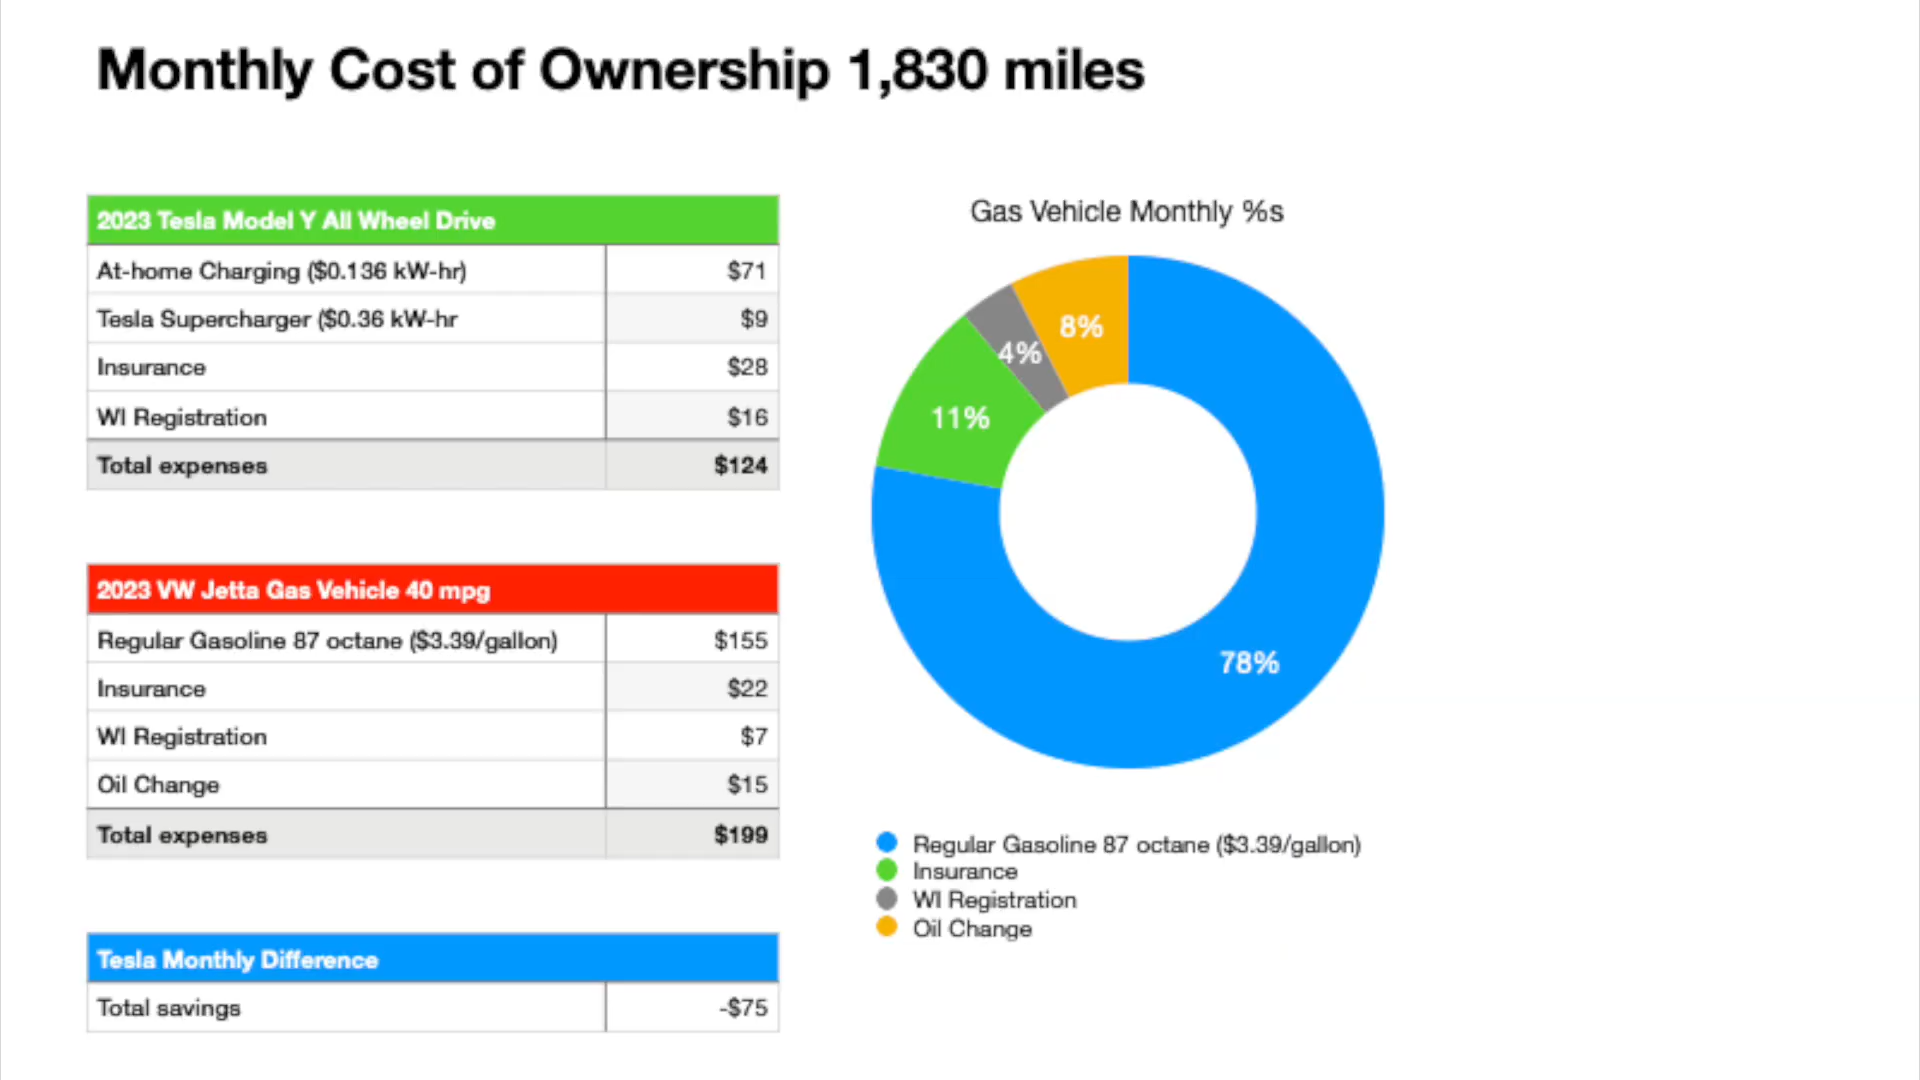 Monthly Cost of Ownership 1,830 miles
2023 Tesla Model Y All Wheel Drive
At-home Charging ($0.136 kW-hr) $71
Tesla Supercharger ($0.36 kW-hr $9
Insurance $28
WI Registration $16
Total expenses $124
2023 VW Jetta Gas Vehicle 40 mpg
Regular Gasoline 87 octane ($3.39/gallon) $155
Insurance $22
WI Registration $7
Oil Change $15
Total expenses $199
Tesla Monthly Difference
Total savings -$75
Gas Vehicle Monthly %s
8%
4%
11%
78%
Regular Gasoline 87 octane ($3.39/gallon)
Insurance
WI Registration
Oil Change